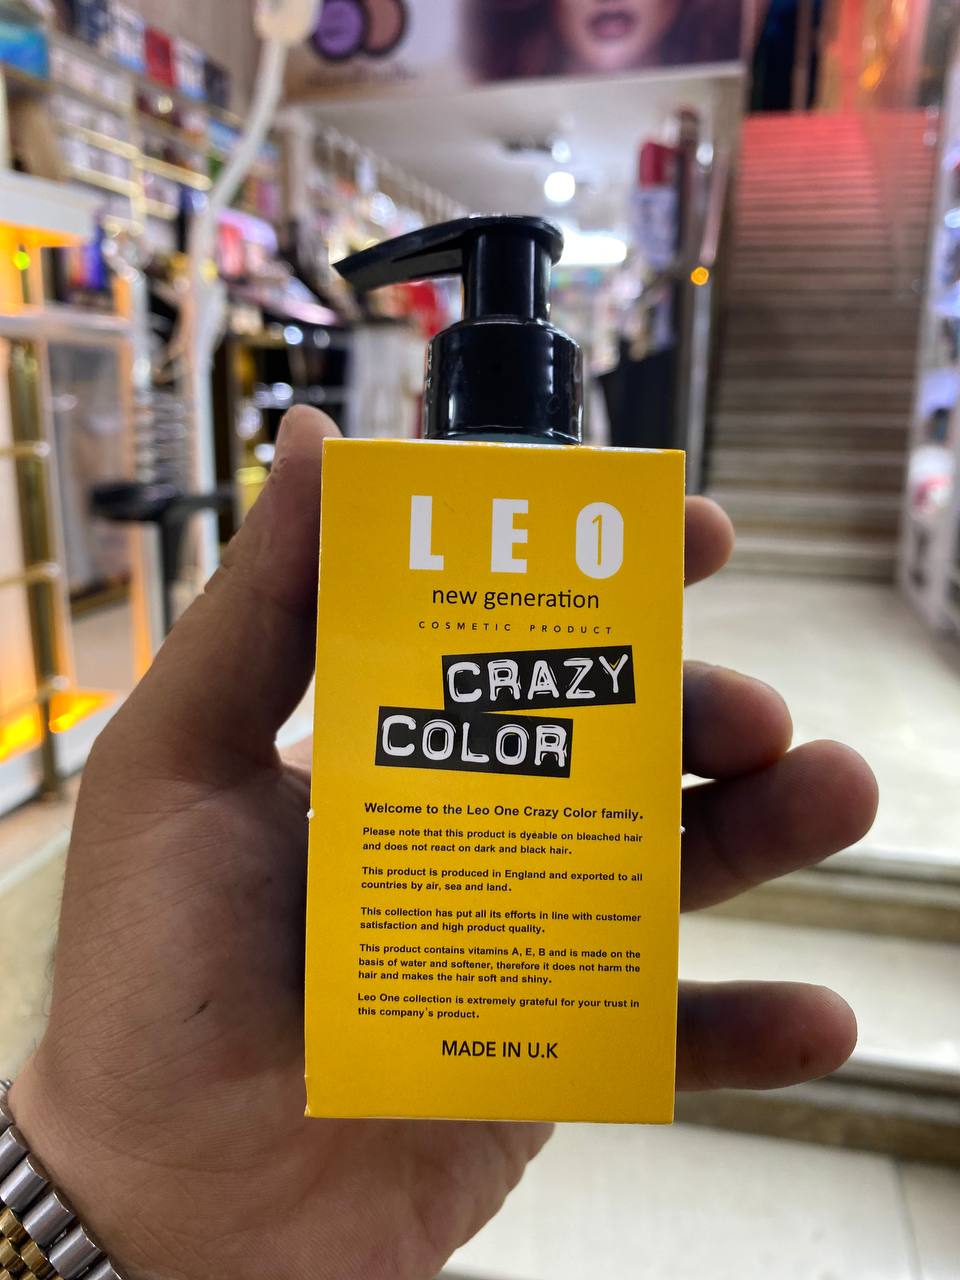 LEO
1
new generation
COSMETIC PRODUCT
CRAZY
COLOR
Welcome to the Leo One Crazy Color family.
Please note that this product is dyeable on bleached hair
and does not react on dark and black hair.
This product is produced in England and exported to all
countries by air, sea and land.
This collection has put all its efforts in line with customer
satisfaction and high product quality.
This product contains vitamins A, E, B and is made on the
basis of water and softener, therefore it does not harm the
hair and makes the hair soft and shiny.
Leo One collection is extremely grateful for your trust in
this company's product.
MADE IN U.K